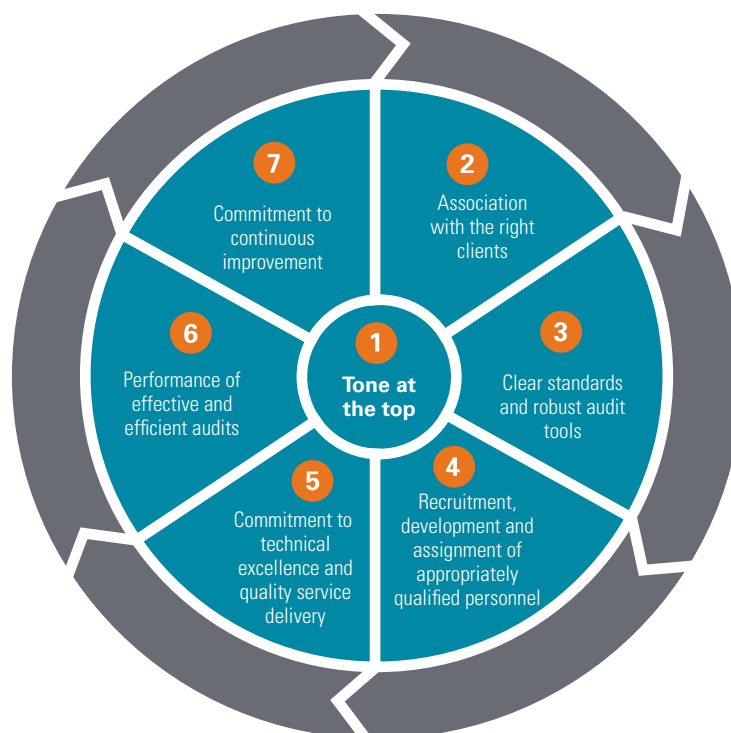 1
Tone at
the top
2
Association
with the right
clients
3
Clear standards
and robust audit
tools
4
Recruitment,
development and
assignment of
appropriately
qualified personnel
5
Commitment to
technical
excellence and
quality service
delivery
6
Performance of
effective and
efficient audits
7
Commitment to
continuous
improvement